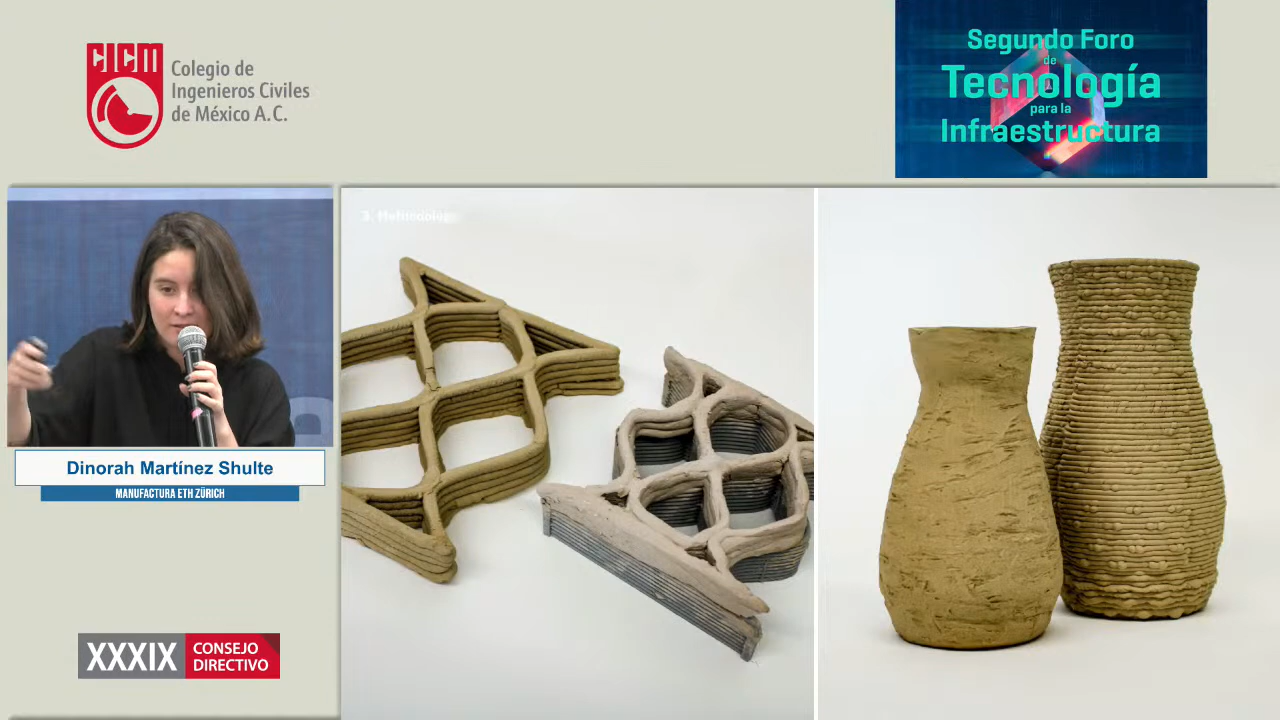 CICM
Colegio de
Ingenieros Civiles
de México A.C.
Segundo Foro
de
Tecnología
para la
Infraestructura
Dinorah Martínez Shulte
MANUFACTURA ETH ZÜRICH
XXXIX
CONSEJO
DIRECTIVO